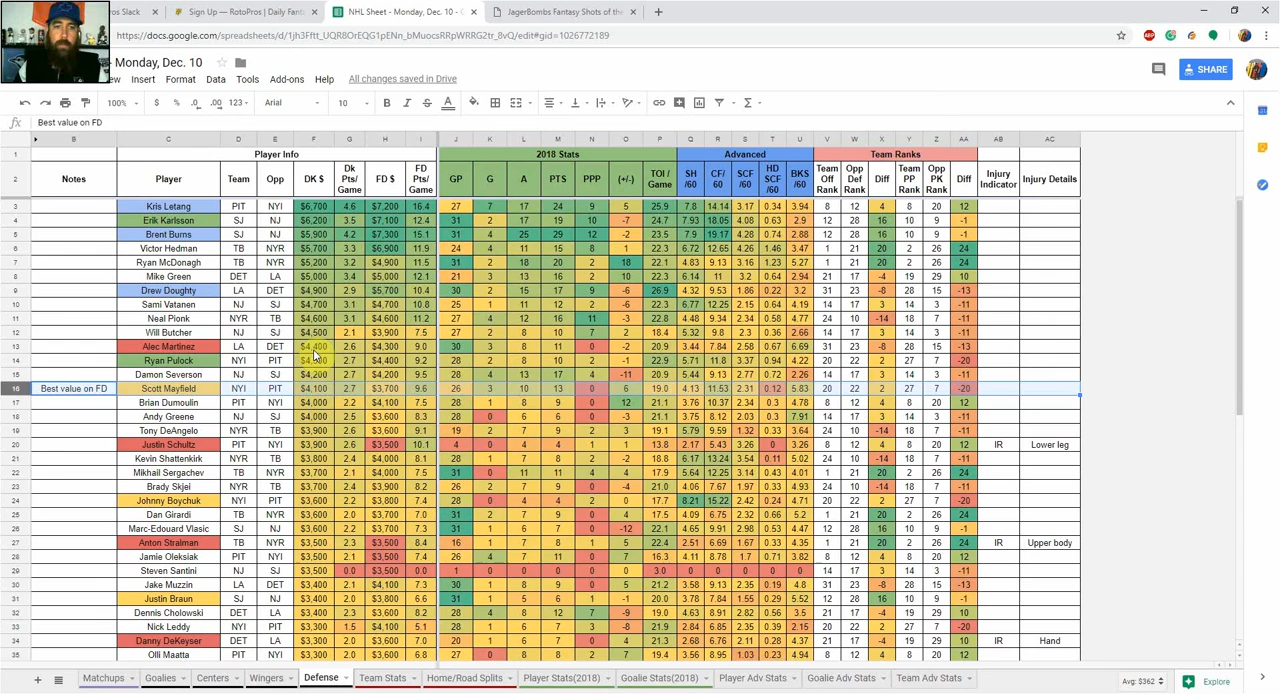 ros Slack
Sign Up — RotoPros | Daily Fanta
NHL Sheet - Monday, Dec. 10 -
JagerBombs Fantasy Shots of the
https://docs.google.com/spreadsheets/d/1jh3Fftt_UQR8OrEQG1pENn_bMuocsRRpWRRG2tr_8vQ/edit#gid=1026772189
- Monday, Dec. 10
ew Insert Format Data Tools Add-ons Help All changes saved in Drive
SHARE
100% $ % .0 .00 123 Arial 10 B I S A
fx Best value on FD
B C D E F G H I J K L M N O P Q R S T U V W X Y Z AA AB AC
1 Player Info 2018 Stats Advanced Team Ranks
2 Notes Player Team Opp DK $ Dk Pts/ Game FD $ FD Pts/ Game GP G A PTS PPP (+/-) TOI / Game SH /60 CF/ /60 SCF /60 HD SCF /60 BKS /60 Team Off Rank Opp Def Rank Diff Team PP Rank Opp PK Rank Diff Injury Indicator Injury Details
3 Kris Letang PIT NYI $6,700 4.6 $7,200 16.4 27 7 17 24 9 5 25.9 7.8 14.14 3.17 0.34 3.94 8 12 4 8 20 12
4 Erik Karlsson SJ NJ $6,200 3.5 $7,100 12.4 31 2 17 19 10 -7 24.7 7.93 18.05 4.28 0.63 2.9 12 28 16 10 9 -1
5 Brent Burns SJ NJ $5,900 4.2 $7,300 15.1 31 4 25 29 12 -2 23.5 7.9 19.17 4.28 0.74 2.88 12 28 16 10 9 -1
6 Victor Hedman TB NYR $5,700 3.3 $6,900 11.9 24 4 11 15 8 1 22.3 6.72 12.65 4.26 1.46 3.47 1 21 20 2 26 24
7 Ryan McDonagh TB NYR $5,200 3.2 $4,900 11.5 31 2 18 20 2 18 22.1 4.83 9.13 3.16 1.23 5.27 1 21 20 2 26 24
8 Mike Green DET LA $5,000 3.4 $5,000 12.1 21 3 13 16 2 10 22.3 6.14 11 3.2 0.64 2.94 21 17 -4 19 29 10
9 Drew Doughty LA DET $4,900 2.9 $5,700 10.4 30 2 15 17 9 -6 26.9 4.32 9.53 1.86 0.22 3.2 31 23 -8 28 15 -13
10 Sami Vatanen NJ SJ $4,700 3.1 $4,700 10.8 25 1 11 12 2 -6 22.3 6.77 12.25 2.15 0.64 4.19 14 17 3 14 3 -11
11 Neal Pionk NYR TB $4,600 3.1 $4,600 11.2 27 4 12 16 11 -3 22.8 4.48 9.34 2.34 0.58 4.77 24 10 -14 18 7 -11
12 Will Butcher NJ SJ $4,500 2.1 $3,900 7.5 27 2 8 10 7 2 18.4 5.32 9.8 2.3 0.36 2.66 14 17 3 14 3 -11
13 Alec Martinez LA DET $4,400 2.6 $4,300 9.0 30 3 8 11 0 -2 20.9 3.44 7.84 2.58 0.67 6.69 31 23 -8 28 15 -13
14 Ryan Pulock NYI PIT 2.7 $4,400 9.2 28 2 8 10 2 -1 22.9 5.71 11.8 3.37 0.94 4.22 20 22 2 27 7 -20
15 Damon Severson NJ SJ $4,200 2.7 $4,200 9.5 28 4 13 17 4 -11 20.9 5.44 9.13 2.77 0.72 2.26 14 17 3 14 3 -11
16 Best value on FD Scott Mayfield NYI PIT $4,100 2.7 $3,700 9.6 26 3 10 13 0 6 19.0 4.13 11.53 2.31 0.12 5.83 20 22 2 27 7 -20
17 Brian Dumoulin PIT NYI $4,000 2.2 $4,100 8.4 28 1 8 9 0 12 21.1 3.76 10.37 2.34 0.3 4.78 8 12 4 8 20 12
18 Andy Greene NJ SJ $4,000 2.2 $3,600 8.3 28 0 6 6 0 -3 21.1 3.75 8.12 2.03 0.3 7.91 14 17 3 14 3 -11
19 Tony DeAngelo NYR TB $3,900 2.6 $3,600 9.1 18 2 7 9 2 3 19.1 5.79 9.59 1.32 0.33 3.64 24 10 -14 18 7 -11
20 Justin Schultz PIT NYI $3,900 2.6 $3,500 10.1 4 0 4 4 1 1 13.8 2.17 5.43 3.26 0 3.26 8 12 4 8 20 12 IR Lower leg
21 Kevin Shattenkirk NYR TB $3,800 2.4 $4,000 8.1 28 1 7 8 2 -2 18.8 6.17 13.24 3.5 0.11 5.02 24 10 -14 18 7 -11
22 Mikhail Sergachev TB NYR $3,700 2.1 $4,000 7.5 31 0 11 11 4 4 17.9 5.64 12.25 3.14 0.43 4.01 1 21 20 2 26 24
23 Brady Skjei NYR TB $3,700 2.4 $3,900 8.2 26 2 7 9 0 -4 21.0 4.06 7.67 1.97 0.33 4.93 24 10 -14 18 7 -11
24 Johnny Boychuk NYI PIT $3,600 2.2 $3,800 7.4 28 0 4 4 2 0 17.7 8.21 15.22 2.42 0.24 4.71 20 22 2 27 7 -20
25 Dan Girardi TB NYR $3,600 2.0 $3,700 7.0 28 2 5 7 0 4 17.5 4.09 6.75 2.32 0.66 5.2 1 21 20 2 26 24
26 Marc-Edouard Vlasic SJ NJ $3,600 2.0 $3,700 7.3 31 1 6 7 0 -12 22.1 4.65 9.91 2.98 0.53 4.47 12 28 16 10 9 -1
27 Anton Stralman TB NYR $3,500 2.3 $3,500 8.4 16 1 7 8 1 5 22.4 2.51 6.69 1.67 0.33 4.35 1 21 20 2 26 24 IR Upper body
28 Jamie Oleksiak PIT NYI $3,500 2.1 $3,400 7.4 26 4 7 11 0 7 16.3 4.11 8.78 1.7 0.71 3.82 8 12 4 8 20 12
29 Steven Santini NJ SJ $3,500 0.0 $3,500 0.0 1 0 0 0 0 0 3.0 0 0 0 0 0 14 17 3 14 3 -11
30 Jake Muzzin LA DET $3,400 2.1 $4,100 7.3 30 1 8 9 0 5 21.2 3.58 9.13 2.35 0.19 4.8 31 23 -8 28 15 -13
31 Justin Braun SJ NJ $3,400 2.0 $3,800 6.6 31 1 5 6 1 -1 20.0 3.78 7.84 1.55 0.29 5.52 12 28 16 10 9 -1
32 Dennis Cholowski DET LA $3,400 2.3 $3,600 8.2 28 4 8 12 7 -9 19.0 4.63 8.91 2.82 0.56 3.5 21 17 -4 19 29 10
33 Nick Leddy NYI PIT $3,300 1.5 $4,100 5.1 28 1 6 7 3 -8 21.9 2.84 6.85 2.35 0.39 2.15 20 22 2 27 7 -20
34 Danny DeKeyser DET LA $3,300 2.0 $3,600 7.0 20 1 6 7 0 4 21.3 2.68 6.76 2.11 0.28 4.37 21 17 -4 19 29 10 IR Hand
35 Olli Maatta PIT NYI $3,300 2.0 $3,600 6.8 27 0 8 8 2 7 19.4 3.56 8.95 1.03 0.23 4.9 8 12 4 8 20 12
Matchups Goalies Centers Wingers Defense Team Stats Home/Road Splits Player Stats(2018) Goalie Stats(2018) Player Adv Stats Goalie Adv Stats Team Adv Stats
Avg: $362
Explore